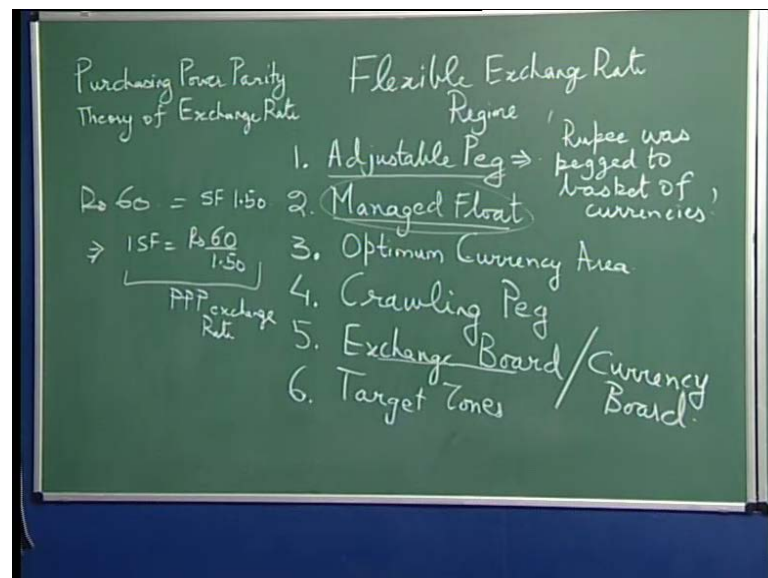 Purchasing Power Parity
Theory of Exchange Rate
Rs 60 = SF 1.50
⇒ 1SF = Rs 60/1.50
PPP exchange
Rate
Flexible Exchange Rate
Regime
1. Adjustable Peg ⇒ 'Rupee was
pegged to
basket of
currencies'
2. Managed Float
3. Optimum Currency Area
4. Crawling Peg
5. Exchange Board / Currency
Board.
6. Target Zones